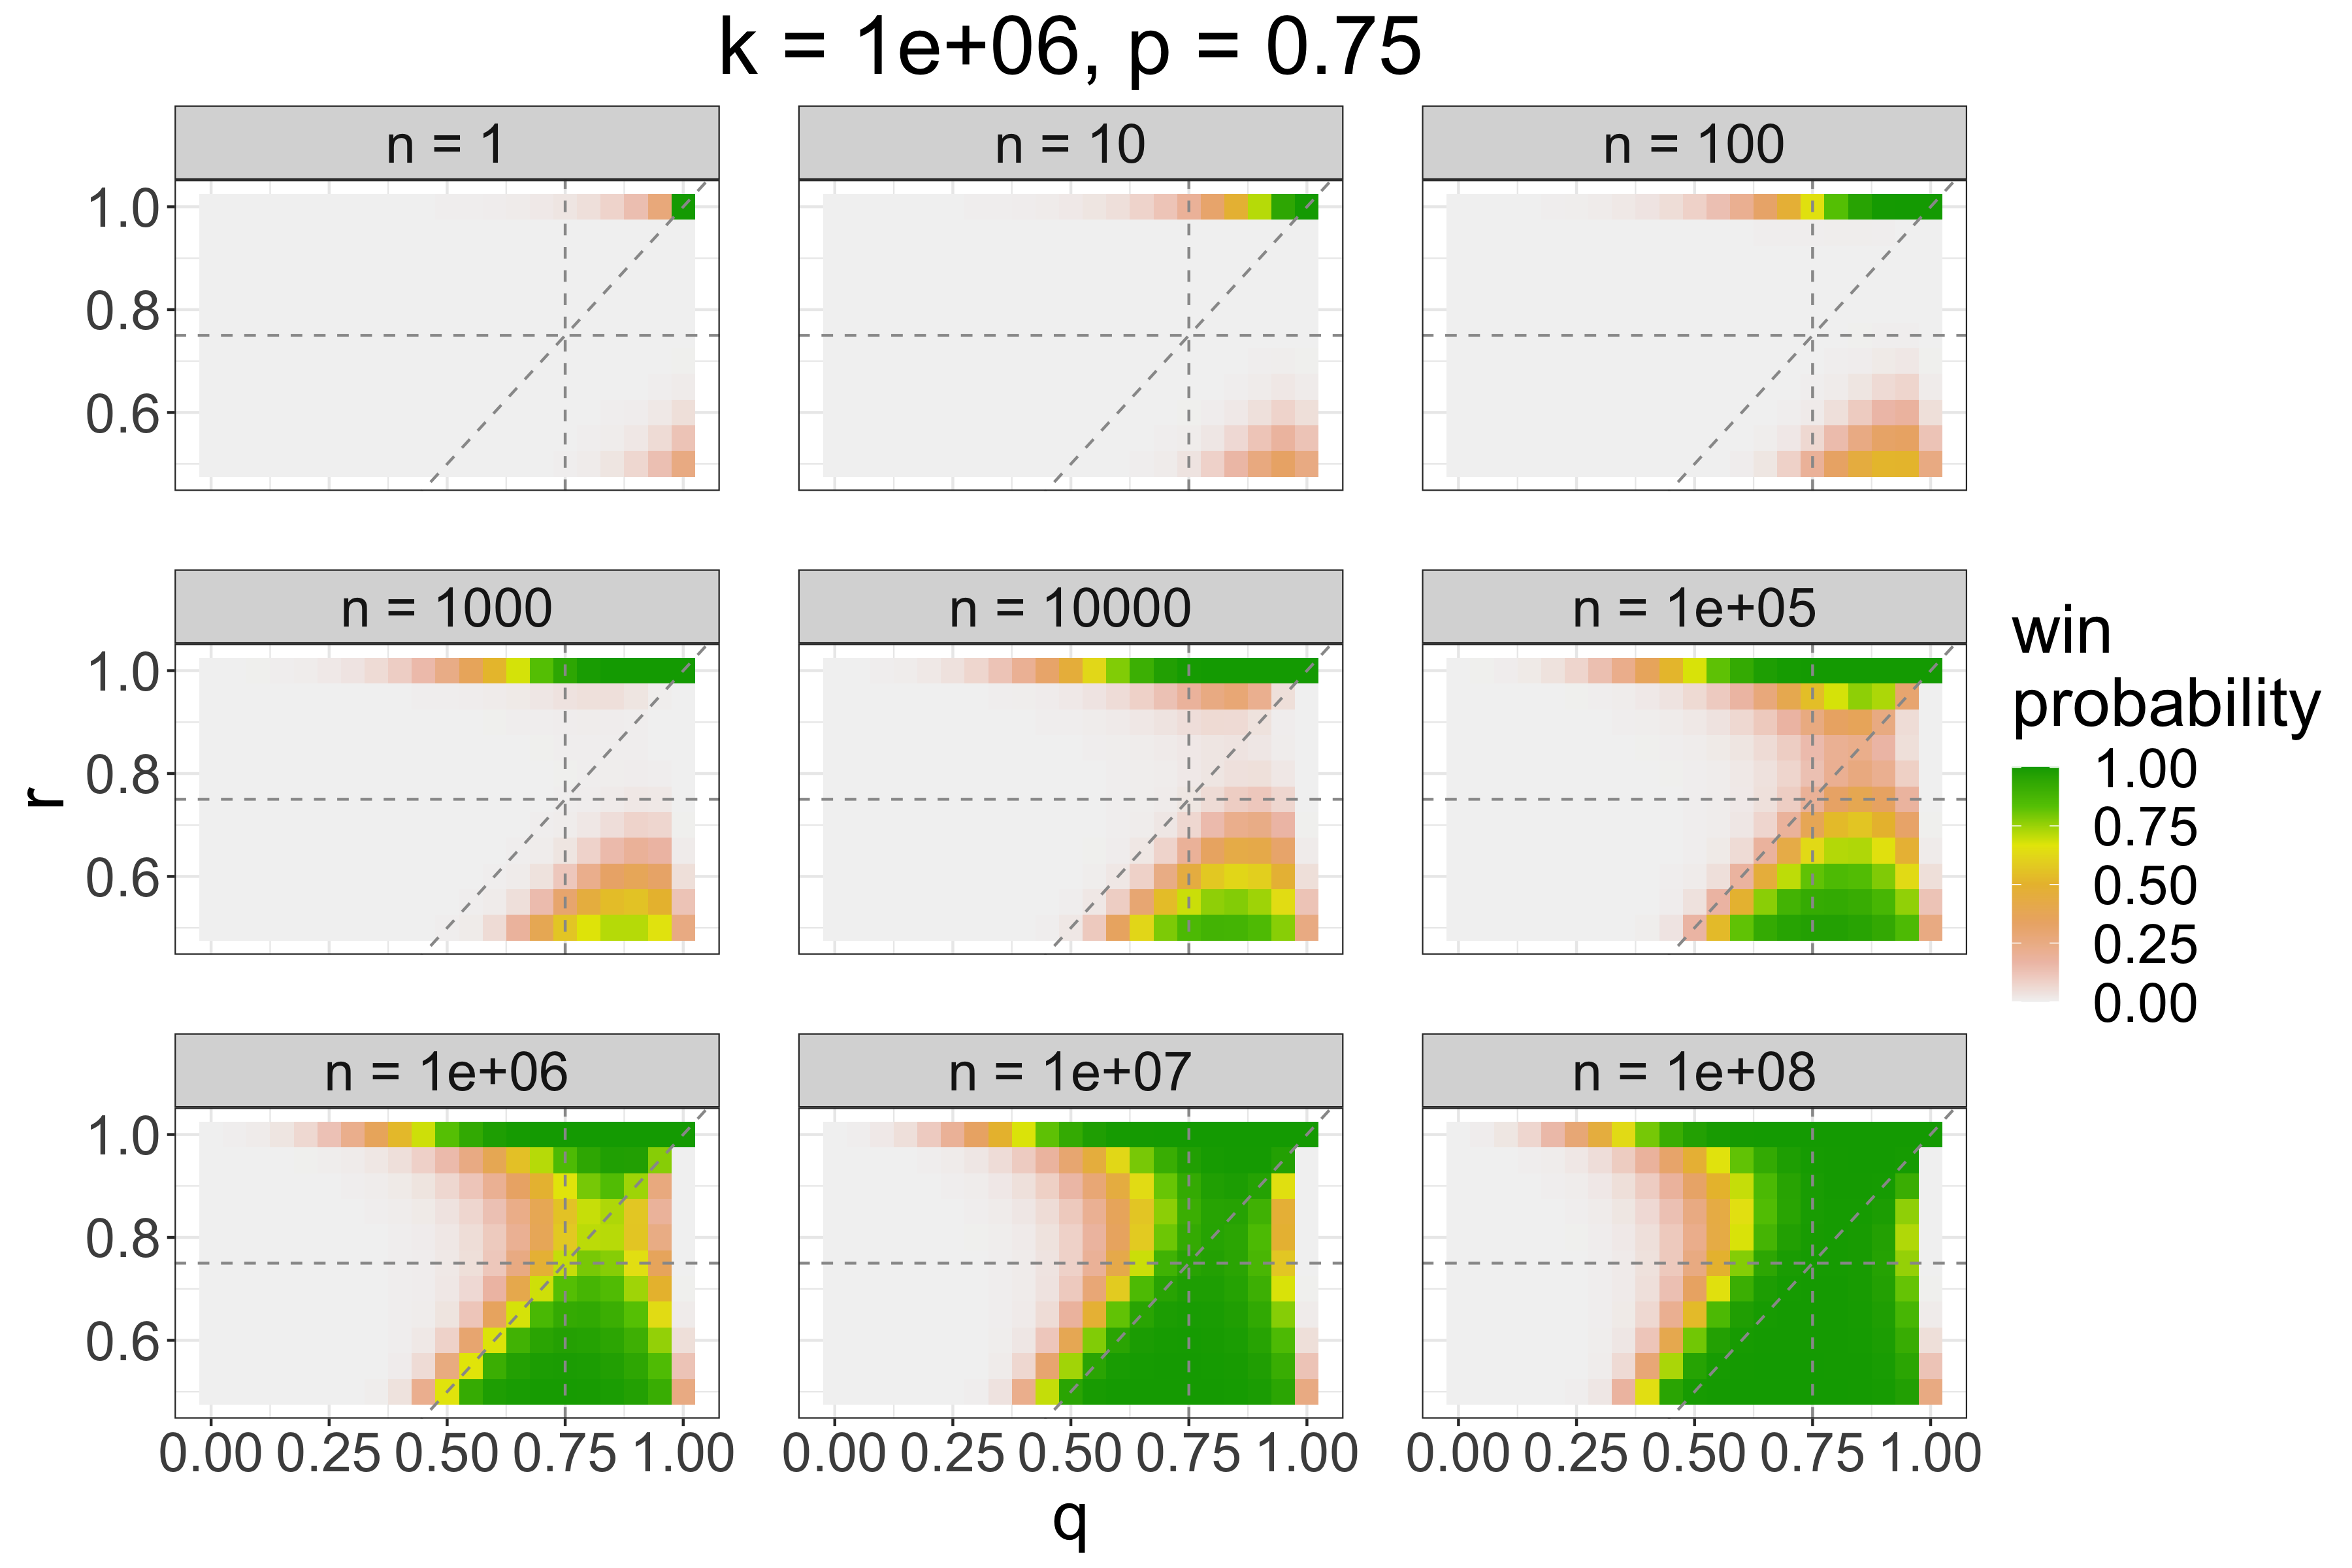 k = 1e+06, p = 0.75
n = 1
n = 10
n = 100
1.0
0.8
0.6
n = 1000
n = 10000
n = 1e+05
1.0
0.8
0.6
r
win
probability
1.00
0.75
0.50
0.25
0.00
n = 1e+06
n = 1e+07
n = 1e+08
1.0
0.8
0.6
0.00 0.25 0.50 0.75 1.00
0.00 0.25 0.50 0.75 1.00
0.00 0.25 0.50 0.75 1.00
q